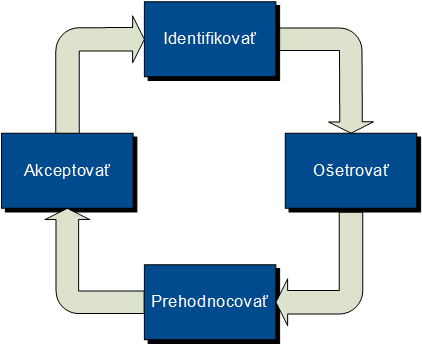 Identifikovať
Ošetrovať
Prehodnocovať
Akceptovať